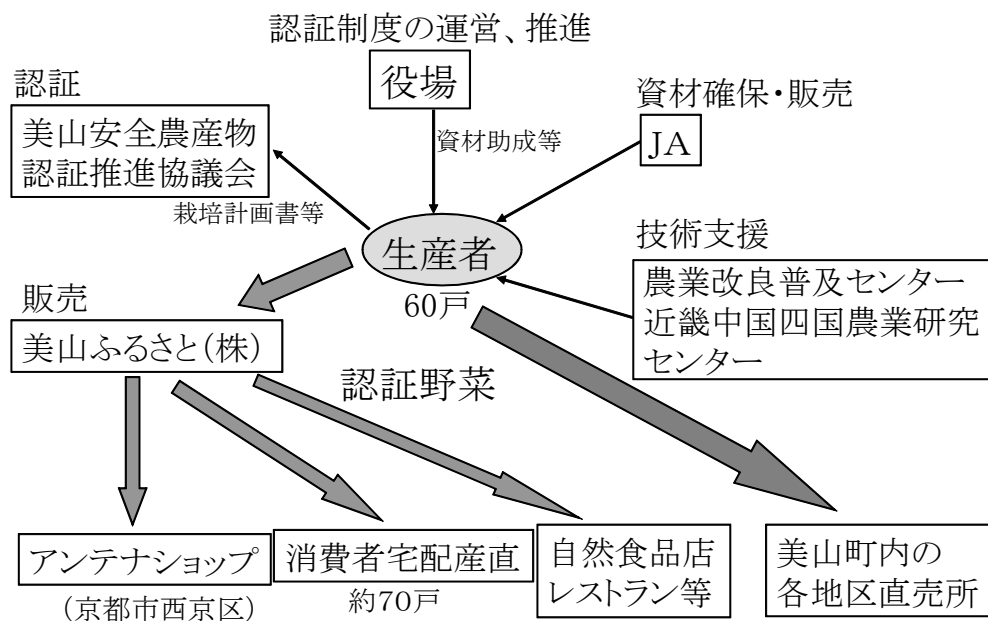 認証制度の運営、推進
役場
認証
美山安全農産物
認証推進協議会
資材助成等
資材確保・販売
JA
栽培計画書等
生産者
60戸
技術支援
農業改良普及センター
近畿中国四国農業研究
センター
販売
美山ふるさと(株)
認証野菜
アンテナショップ
(京都市西京区)
消費者宅配産直
約70戸
自然食品店
レストラン等
美山町内の
各地区直売所